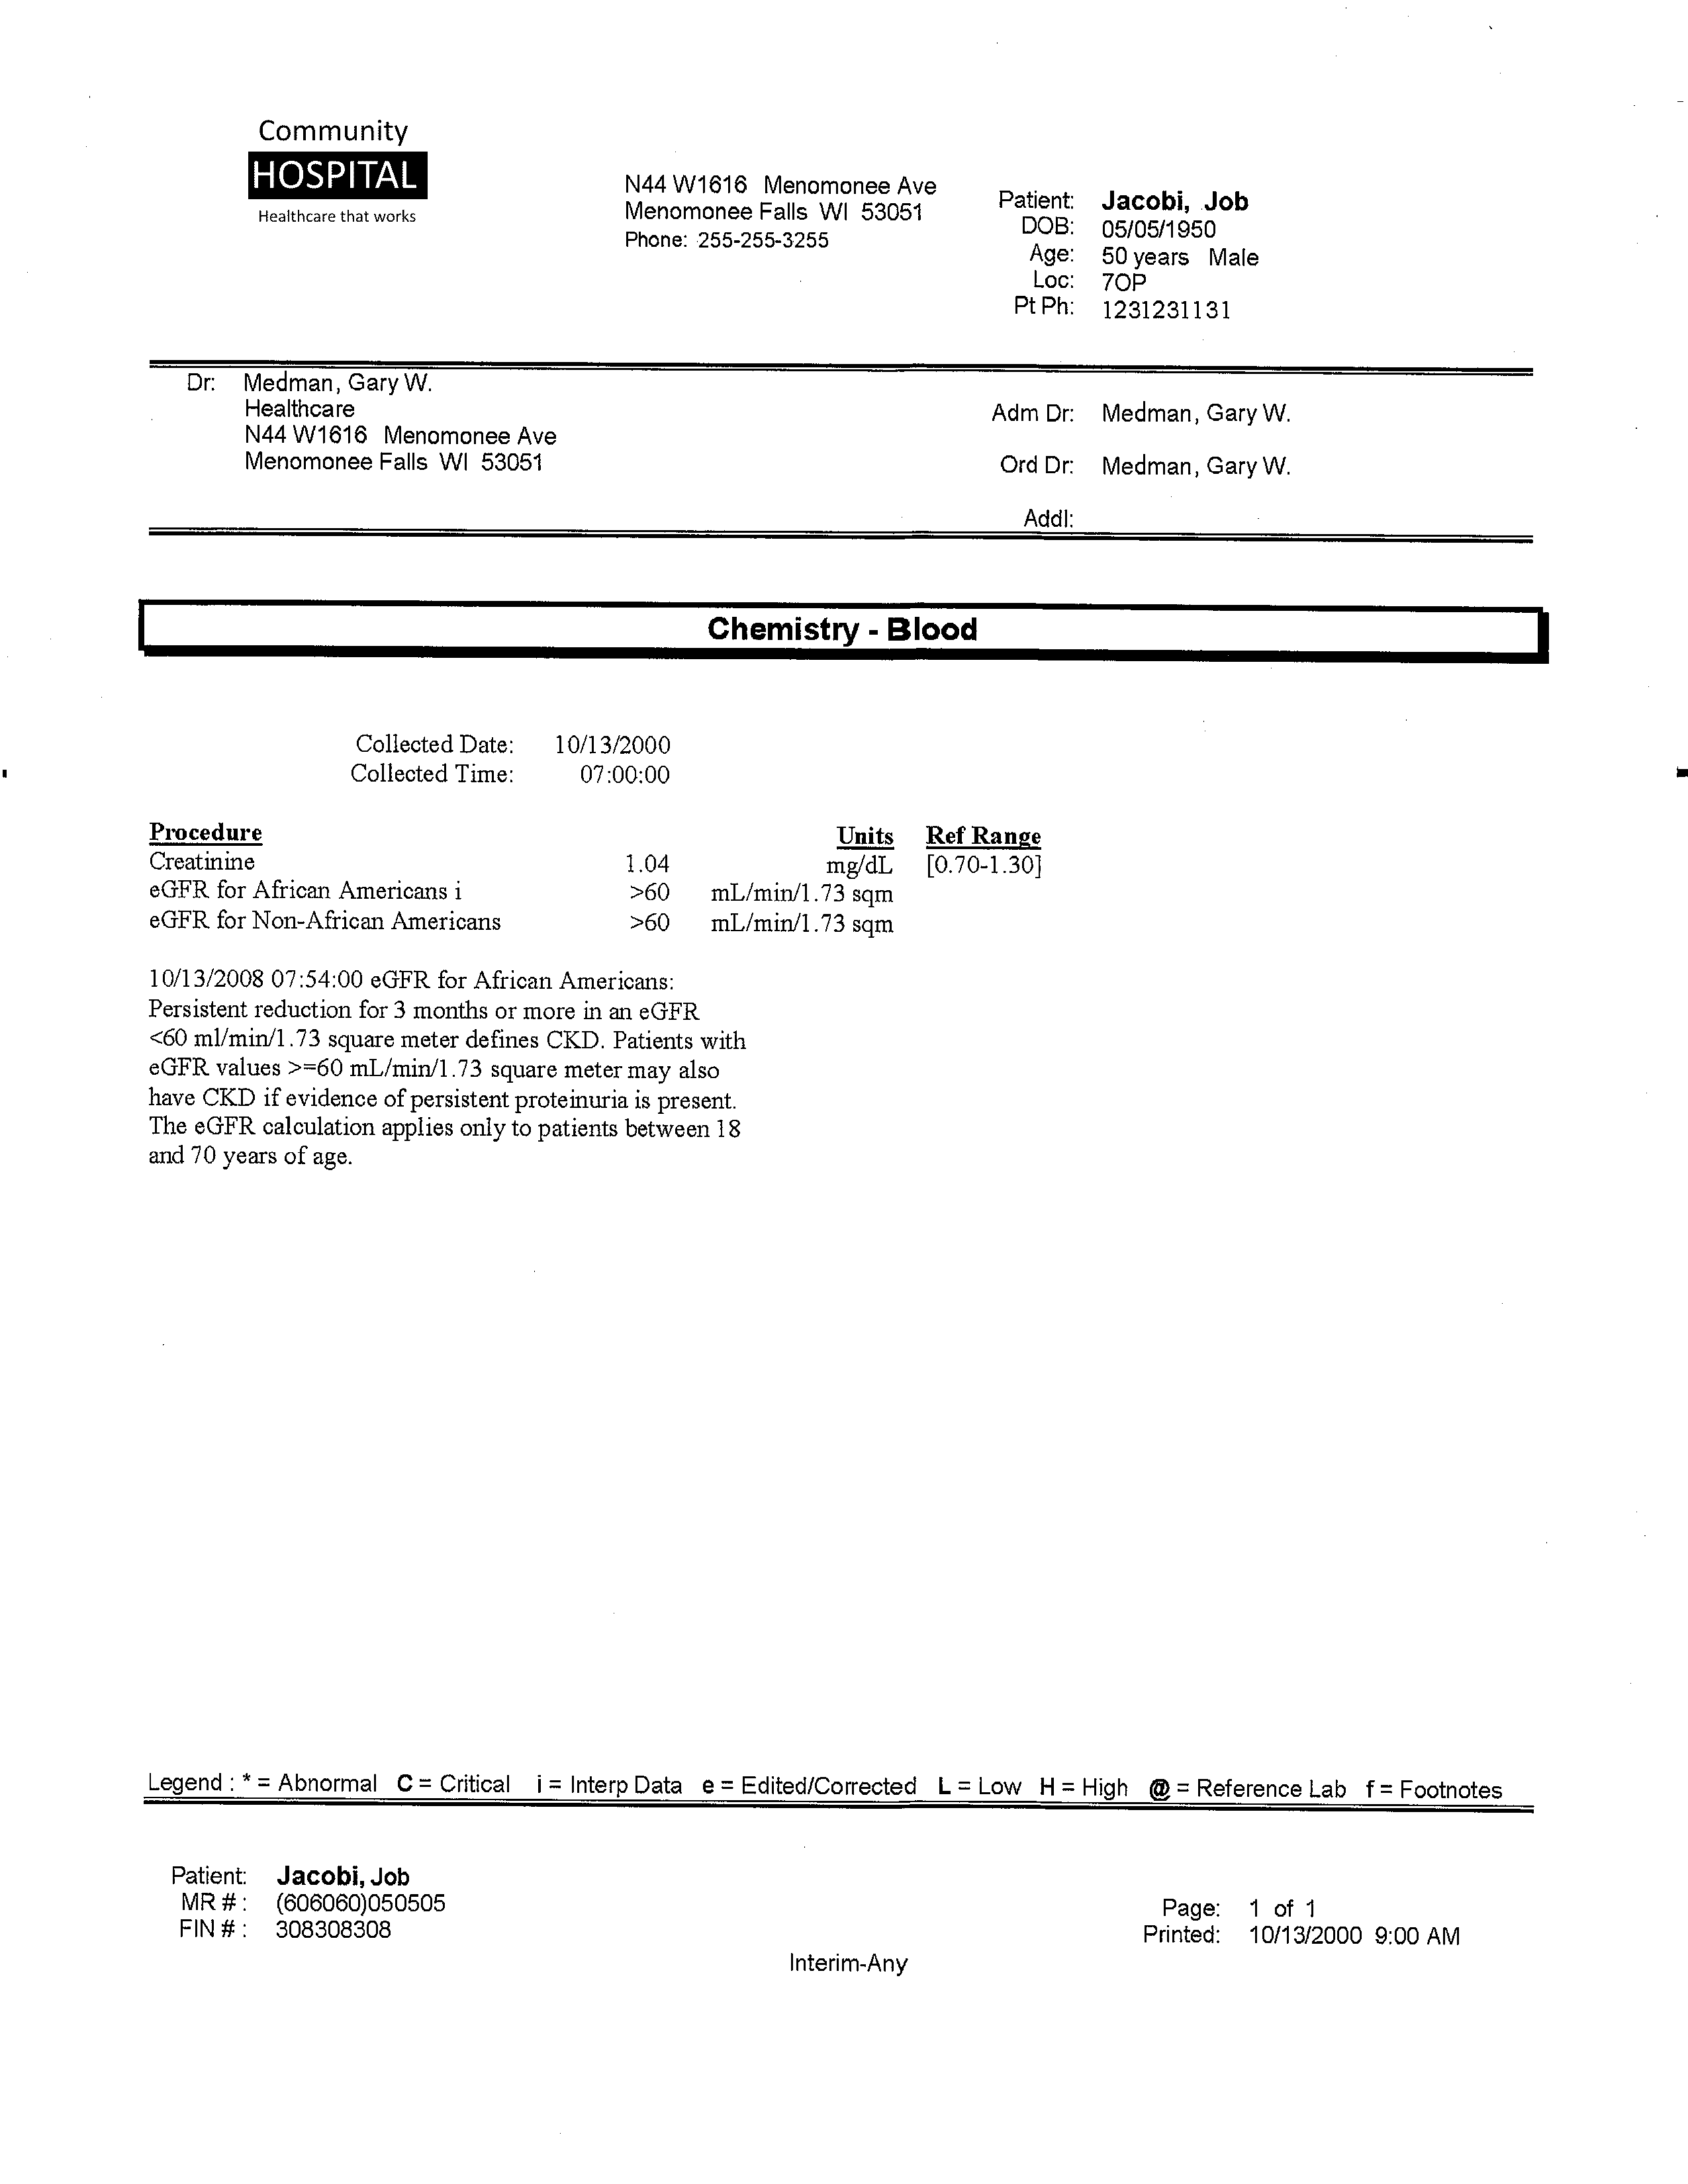 Community
HOSPITAL
Healthcare that works
N44 W1616 Menomonee Ave
Menomonee Falls WI 53051
Phone: 255-255-3255
Patient: Jacobi, Job
DOB: 05/05/1950
Age: 50 years Male
Loc: 7OP
Pt Ph: 1231231131
Dr: Medman, Gary W.
Healthcare
N44 W1616 Menomonee Ave
Menomonee Falls WI 53051
Adm Dr: Medman, Gary W.
Ord Dr: Medman, Gary W.
Addl:
Chemistry - Blood
Collected Date: 10/13/2000
Collected Time: 07:00:00
Procedure Units Ref Range
Creatinine 1.04 mg/dL [0.70-1.30]
eGFR for African Americans i >60 mL/min/1.73 sqm
eGFR for Non-African Americans >60 mL/min/1.73 sqm
10/13/2008 07:54:00 eGFR for African Americans:
Persistent reduction for 3 months or more in an eGFR
<60 ml/min/1.73 square meter defines CKD. Patients with
eGFR values >=60 mL/min/1.73 square meter may also
have CKD if evidence of persistent proteinuria is present.
The eGFR calculation applies only to patients between 18
and 70 years of age.
Legend : * = Abnormal C = Critical i = Interp Data e = Edited/Corrected L = Low H = High @ = Reference Lab f = Footnotes
Patient: Jacobi, Job
MR # : (606060)050505
FIN # : 308308308
Page: 1 of 1
Printed: 10/13/2000 9:00 AM
Interim-Any